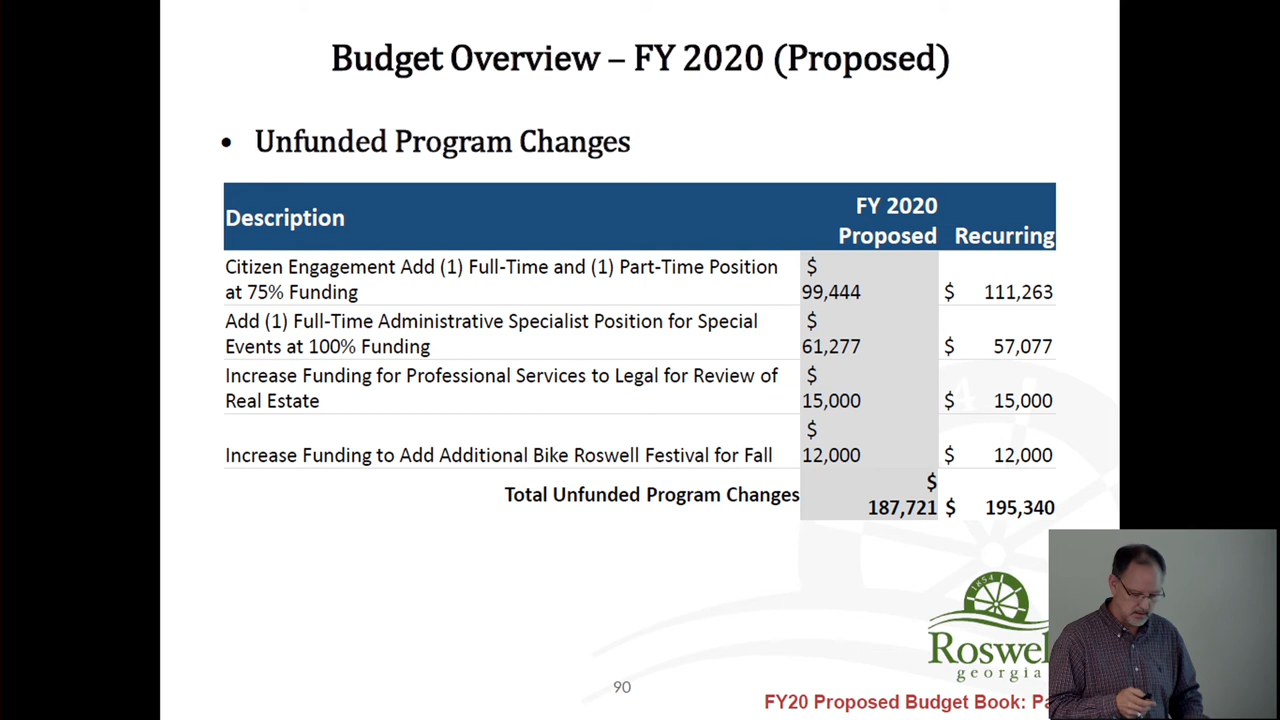 Budget Overview – FY 2020 (Proposed)
• Unfunded Program Changes
Description
FY 2020
Proposed
Recurring
Citizen Engagement Add (1) Full-Time and (1) Part-Time Position
at 75% Funding
$
99,444
$ 111,263
Add (1) Full-Time Administrative Specialist Position for Special
Events at 100% Funding
$
61,277
$ 57,077
Increase Funding for Professional Services to Legal for Review of
Real Estate
$
15,000
$ 15,000
Increase Funding to Add Additional Bike Roswell Festival for Fall
$
12,000
$ 12,000
Total Unfunded Program Changes
$
187,721
$ 195,340
1854
Roswel
georgia
90
FY20 Proposed Budget Book: